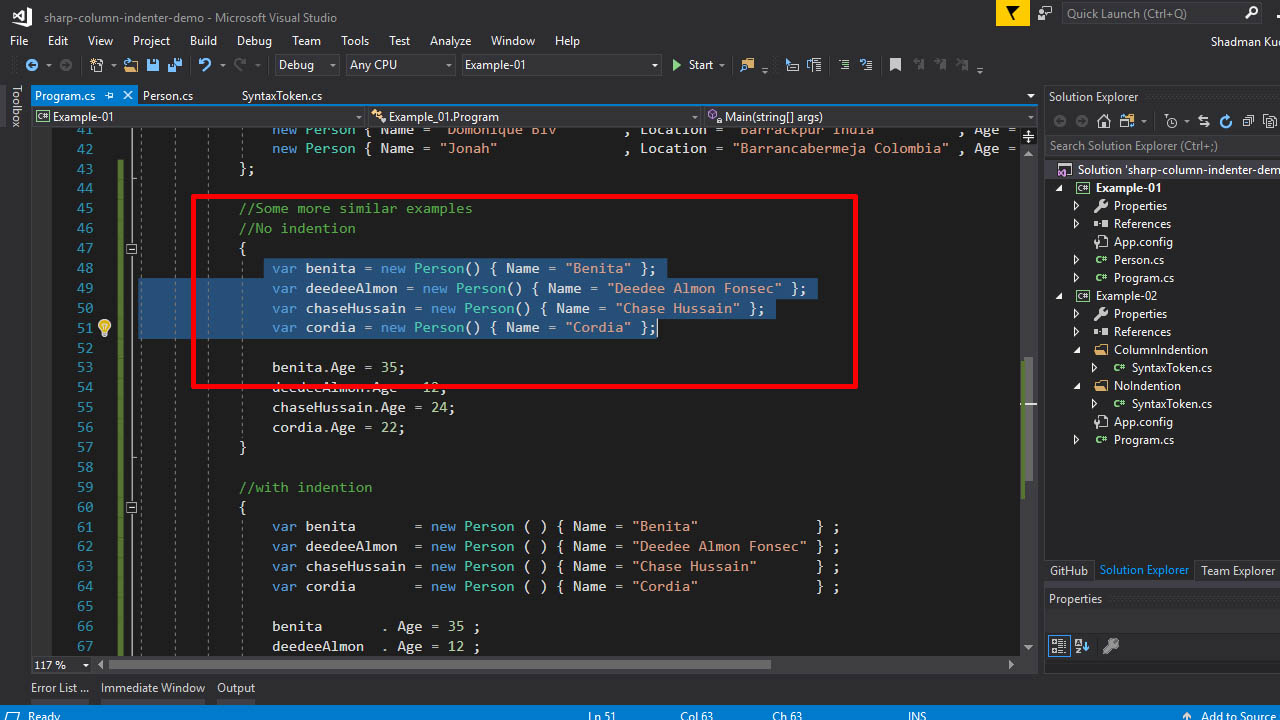 sharp-column-indenter-demo - Microsoft Visual Studio
Quick Launch (Ctrl+Q)
File Edit View Project Build Debug Team Tools Test Analyze Window Help
Shadman
Debug Any CPU Example-01 Start
Toolbox
Program.cs Person.cs SyntaxToken.cs
C# Example-01 Example_01.Program Main(string[] args)
41 new Person { Name = "Domonique Biv" , Location = "Barrackpur India" , Age =
42 new Person { Name = "Jonah" , Location = "Barrancabermeja Colombia" , Age =
43 };
44
45 //Some more similar examples
46 //No indention
47 {
48 var benita = new Person() { Name = "Benita" };
49 var deedeeAlmon = new Person() { Name = "Deedee Almon Fonsec" };
50 var chaseHussain = new Person() { Name = "Chase Hussain" };
51 var cordia = new Person() { Name = "Cordia" };
52
53 benita.Age = 35;
54 deedeeAlmon.Age = 12;
55 chaseHussain.Age = 24;
56 cordia.Age = 22;
57 }
58
59 //with indention
60 {
61 var benita = new Person ( ) { Name = "Benita" } ;
62 var deedeeAlmon = new Person ( ) { Name = "Deedee Almon Fonsec" } ;
63 var chaseHussain = new Person ( ) { Name = "Chase Hussain" } ;
64 var cordia = new Person ( ) { Name = "Cordia" } ;
65
66 benita . Age = 35 ;
67 deedeeAlmon . Age = 12 ;
117 %
Solution Explorer
Search Solution Explorer (Ctrl+;)
Solution 'sharp-column-indenter-demo
C# Example-01
Properties
References
App.config
C# Person.cs
C# Program.cs
C# Example-02
Properties
References
ColumnIndention
C# SyntaxToken.cs
NoIndention
C# SyntaxToken.cs
App.config
C# Program.cs
GitHub Solution Explorer Team Explorer
Properties
Error List ... Immediate Window Output
Ready Ln 51 Col 63 Ch 63 INS Add to Source